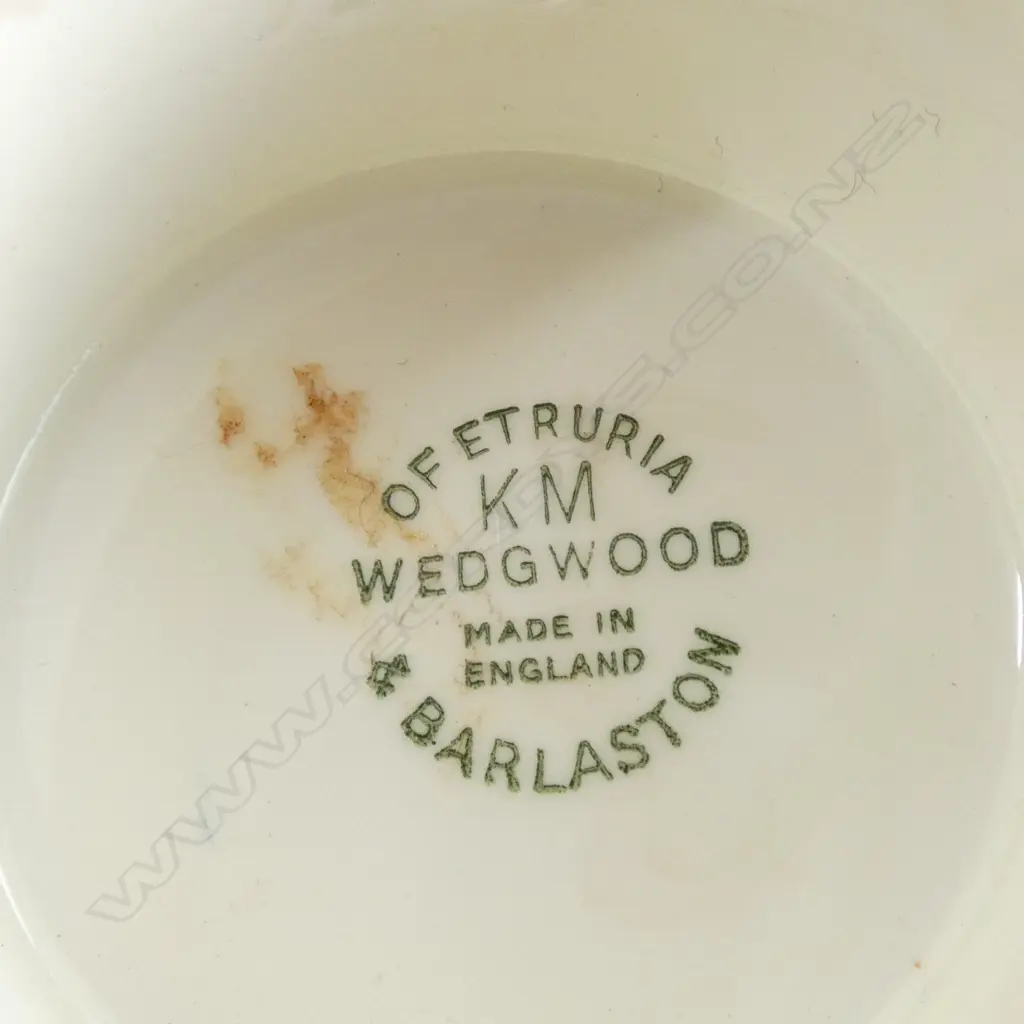 OF ETRURIA
KM
WEDGWOOD
MADE IN
ENGLAND
& BARLASTON